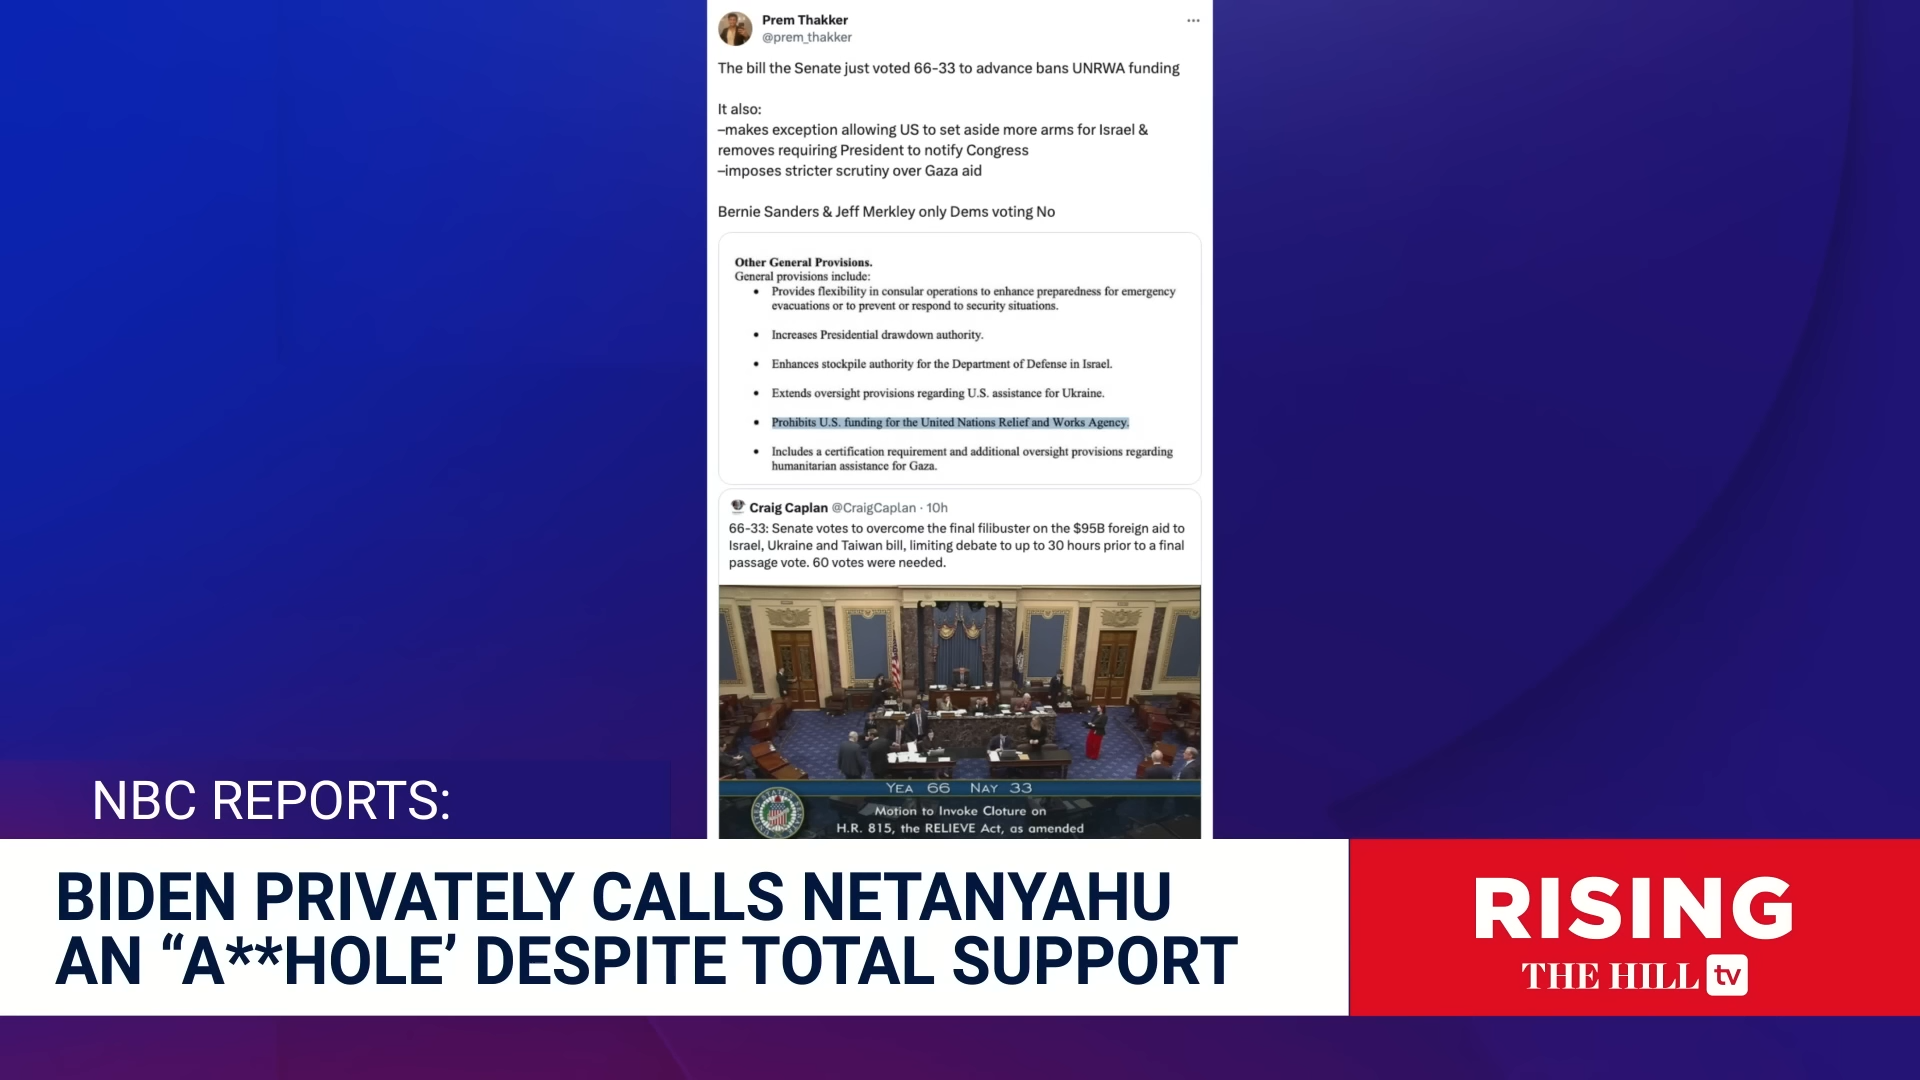 Prem Thakker
@prem_thakker
The bill the Senate just voted 66-33 to advance bans UNRWA funding
It also:
–makes exception allowing US to set aside more arms for Israel &
removes requiring President to notify Congress
–imposes stricter scrutiny over Gaza aid
Bernie Sanders & Jeff Merkley only Dems voting No
Other General Provisions.
General provisions include:
• Provides flexibility in consular operations to enhance preparedness for emergency
evacuations or to prevent or respond to security situations.
• Increases Presidential drawdown authority.
• Enhances stockpile authority for the Department of Defense in Israel.
• Extends oversight provisions regarding U.S. assistance for Ukraine.
• Prohibits U.S. funding for the United Nations Relief and Works Agency.
• Includes a certification requirement and additional oversight provisions regarding
humanitarian assistance for Gaza.
Craig Caplan @CraigCaplan · 10h
66-33: Senate votes to overcome the final filibuster on the $95B foreign aid to
Israel, Ukraine and Taiwan bill, limiting debate to up to 30 hours prior to a final
passage vote. 60 votes were needed.
YEA 66 NAY 33
Motion to Invoke Cloture on
H.R. 815, the RELIEVE Act, as amended
NBC REPORTS:
BIDEN PRIVATELY CALLS NETANYAHU
AN “A**HOLE’ DESPITE TOTAL SUPPORT
RISING
THE HILL tv